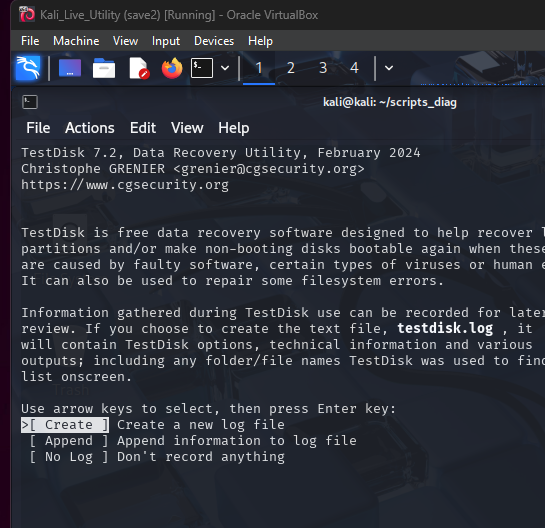 Kali_Live_Utility (save2) [Running] - Oracle VirtualBox
File Machine View Input Devices Help
1 2 3 4
kali@kali: ~/scripts_diag
File Actions Edit View Help
TestDisk 7.2, Data Recovery Utility, February 2024
Christophe GRENIER <grenier@cgsecurity.org>
https://www.cgsecurity.org
TestDisk is free data recovery software designed to help recover l
partitions and/or make non-booting disks bootable again when these
are caused by faulty software, certain types of viruses or human e
It can also be used to repair some filesystem errors.
Information gathered during TestDisk use can be recorded for later
review. If you choose to create the text file, testdisk.log , it
will contain TestDisk options, technical information and various
outputs; including any folder/file names TestDisk was used to find
list onscreen.
Trash
Use arrow keys to select, then press Enter key:
>[ Create ] Create a new log file
[ Append ] Append information to log file
[ No Log ] Don't record anything